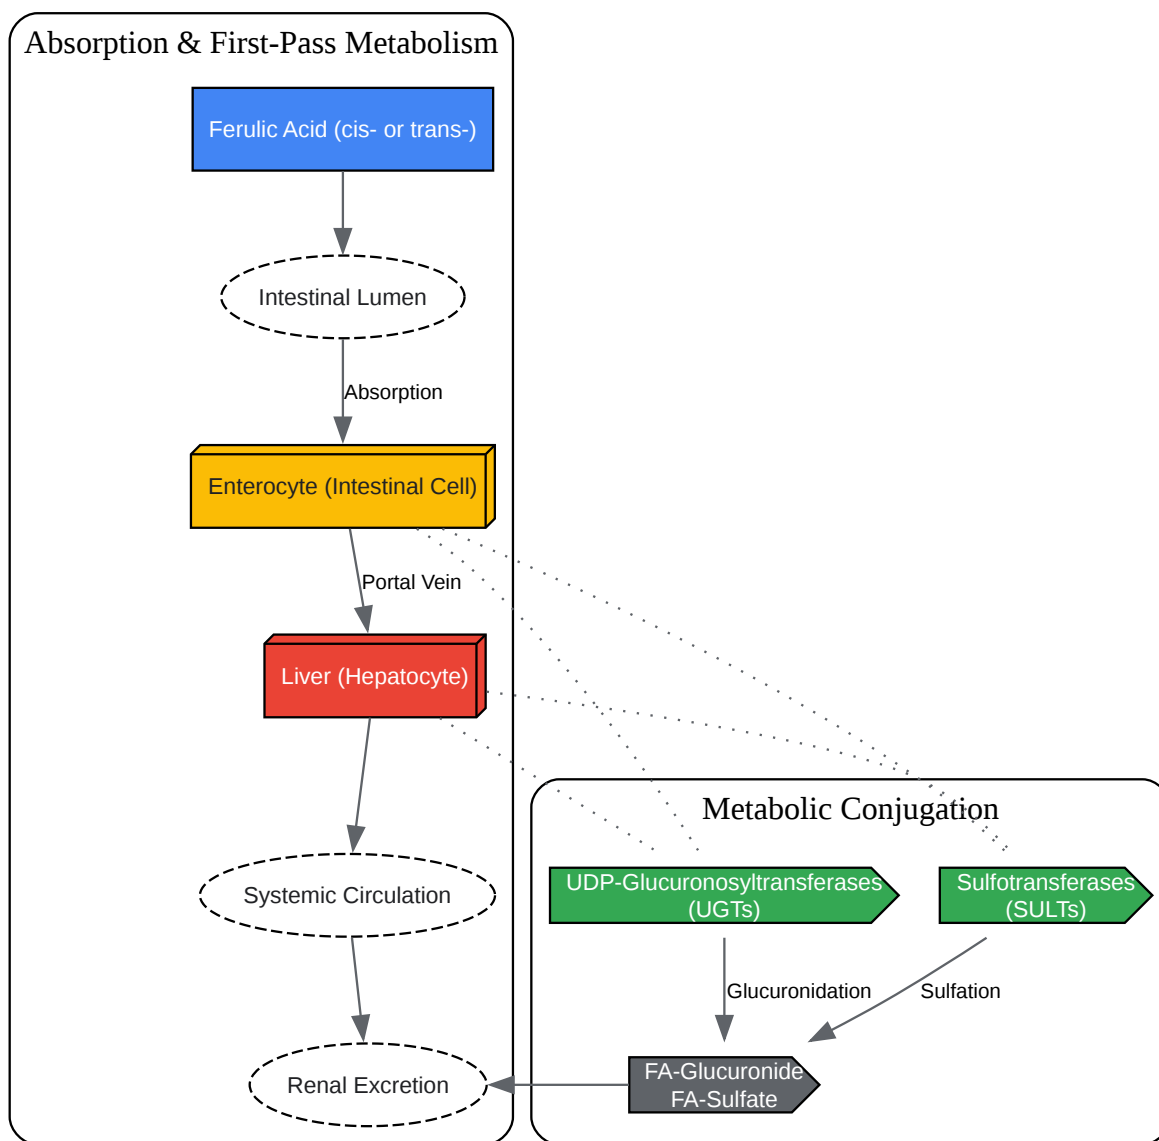 Absorption & First-Pass Metabolism
Ferulic Acid (cis- or trans-)
Intestinal Lumen
Absorption
Enterocyte (Intestinal Cell)
Portal Vein
Liver (Hepatocyte)
Systemic Circulation
Renal Excretion
Metabolic Conjugation
UDP-Glucuronosyltransferases
(UGTs)
Sulfotransferases
(SULTs)
Glucuronidation
Sulfation
FA-Glucuronide
FA-Sulfate